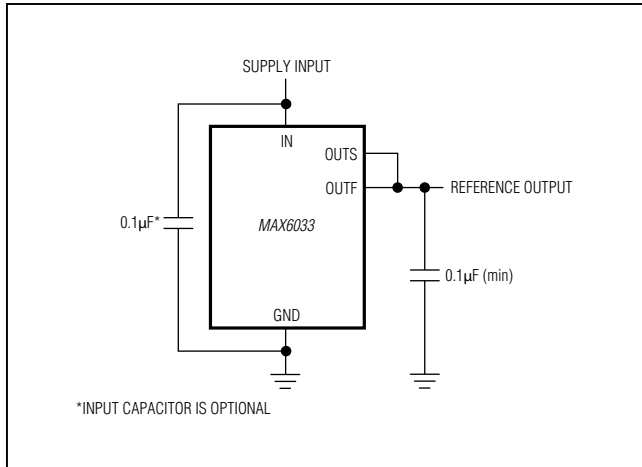 SUPPLY INPUT
IN
OUTS
OUTF
REFERENCE OUTPUT
0.1µF*
MAX6033
0.1µF (min)
GND
*INPUT CAPACITOR IS OPTIONAL